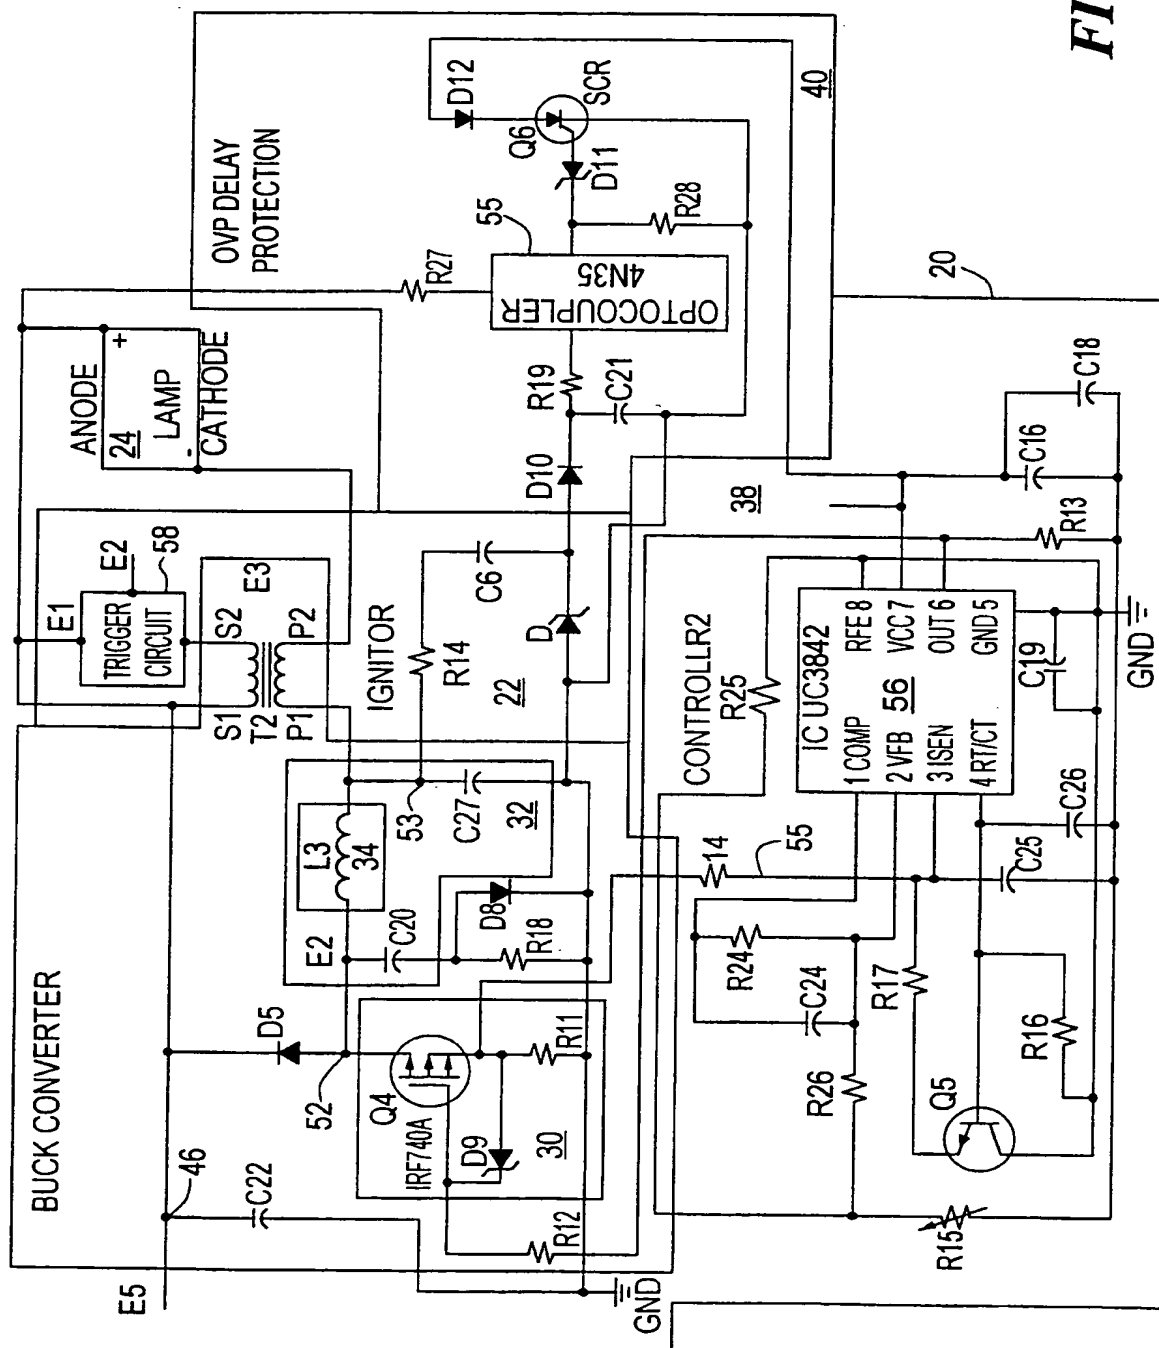 BUCK CONVERTER
E5
46
C22
D5
52
Q4
IRF740A
D9
30
R11
R12
GND
E2
L3
34
C20
D8
R18
53
C27
32
S1
S2
T2
P1
P2
E1
TRIGGER
CIRCUIT
E2
58
E3
IGNITOR
R14
22
C6
D
D10
ANODE
24
+
LAMP
-
CATHODE
OVP DELAY
PROTECTION
R27
55
OPTOCOUPLER
4N35
R19
C21
R28
D11
Q6
SCR
D12
40
38
20
CONTROLLR2
R25
14
55
IC UC3842
56
1 COMP
2 VFB
3 ISEN
4 RT/CT
RFE 8
VCC 7
OUT 6
GND 5
R24
C24
R26
R17
R16
Q5
R15
C25
C26
C19
GND
R13
C16
C18
FI